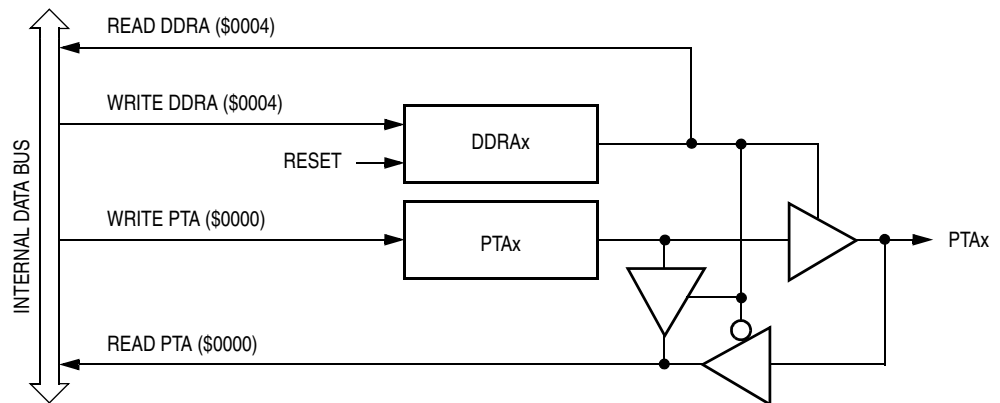 READ DDRA ($0004)
WRITE DDRA ($0004)
DDRAx
RESET
INTERNAL DATA BUS
WRITE PTA ($0000)
PTAx
PTAx
READ PTA ($0000)